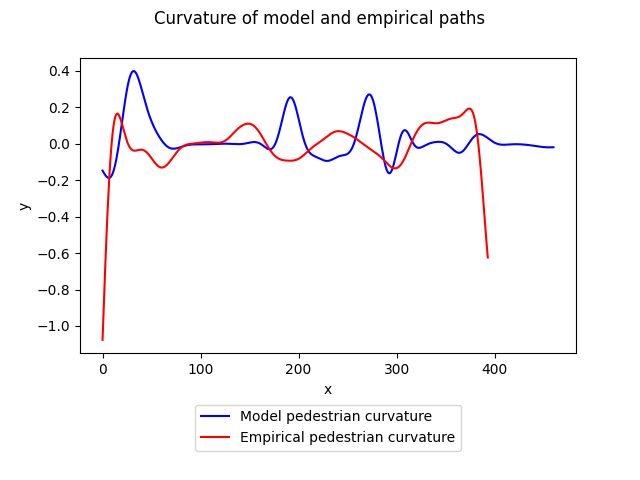 Curvature of model and empirical paths
0.4
0.2
0.0
−0.2
−0.4
−0.6
−0.8
−1.0
y
0 100 200 300 400
x
Model pedestrian curvature
Empirical pedestrian curvature